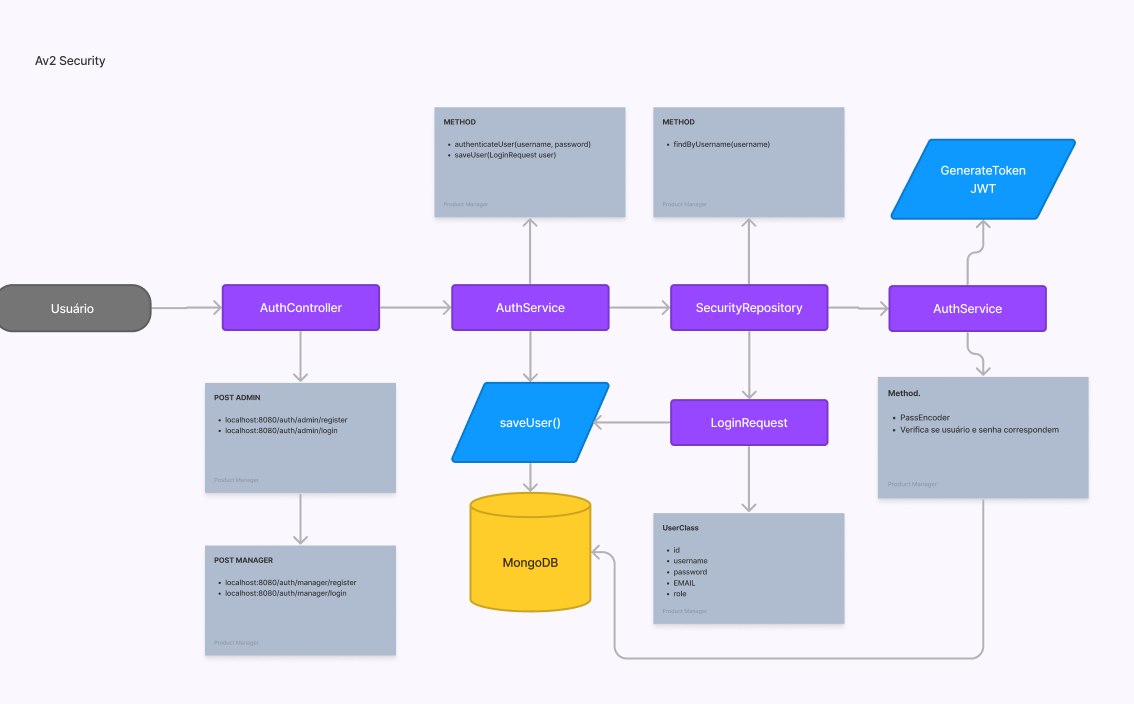 Av2 Security
METHOD
authenticateUser(username, password)
saveUser(LoginRequest user)
Product Manager
METHOD
findByUsername(username)
Product Manager
GenerateToken
JWT
Usuário
AuthController
AuthService
SecurityRepository
AuthService
POST ADMIN
localhost:8080/auth/admin/register
localhost:8080/auth/admin/login
Product Manager
saveUser()
LoginRequest
Method.
PassEncoder
Verifica se usuário e senha correspondem
Product Manager
MongoDB
UserClass
id
username
password
EMAIL
role
Product Manager
POST MANAGER
localhost:8080/auth/manager/register
localhost:8080/auth/manager/login
Product Manager